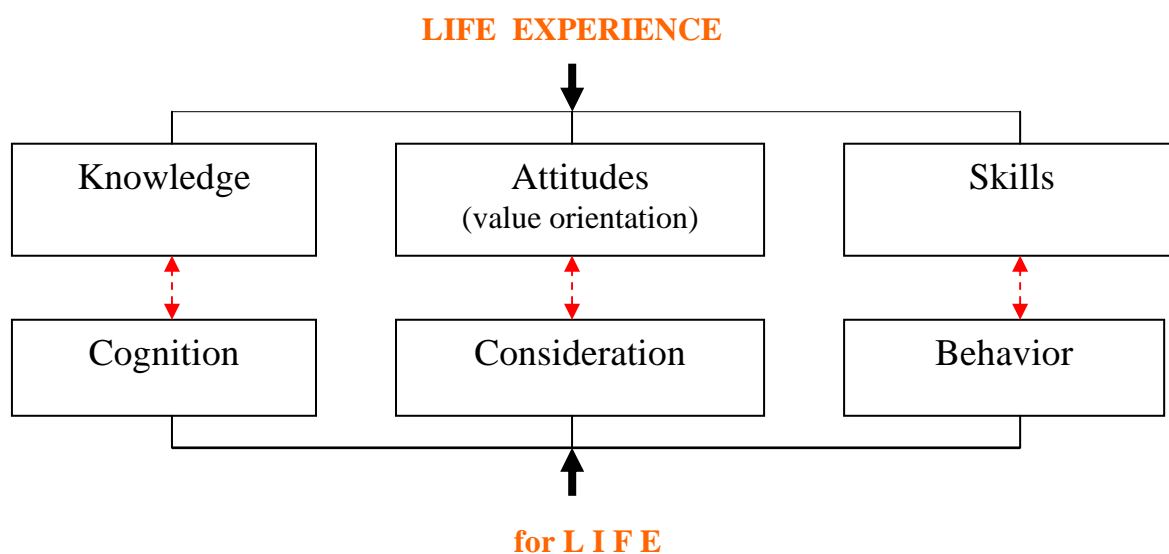 LIFE EXPERIENCE
Knowledge
Attitudes
(value orientation)
Skills
Cognition
Consideration
Behavior
for L I F E